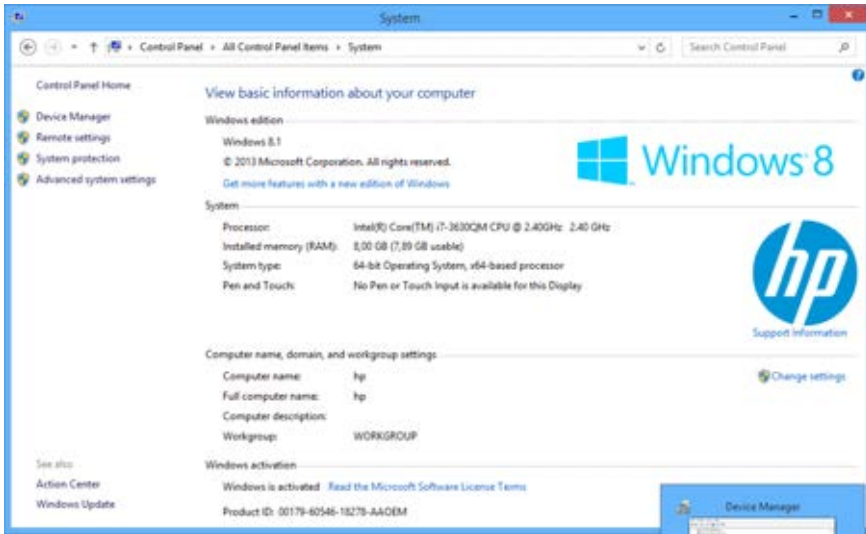 System
Control Panel › All Control Panel Items › System
Search Control Panel
Control Panel Home
Device Manager
Remote settings
System protection
Advanced system settings
View basic information about your computer
Windows edition
Windows 8.1
© 2013 Microsoft Corporation. All rights reserved.
Get more features with a new edition of Windows
Windows 8
System
Processor: Intel(R) Core(TM) i7-3630QM CPU @ 2.40GHz 2.40 GHz
Installed memory (RAM): 8,00 GB (7,89 GB usable)
System type: 64-bit Operating System, x64-based processor
Pen and Touch: No Pen or Touch Input is available for this Display
hp
Support Information
Computer name, domain, and workgroup settings
Computer name: hp
Change settings
Full computer name: hp
Computer description:
Workgroup: WORKGROUP
See also
Action Center
Windows Update
Windows activation
Windows is activated Read the Microsoft Software License Terms
Product ID: 00179-60546-18278-AAOEM
Device Manager